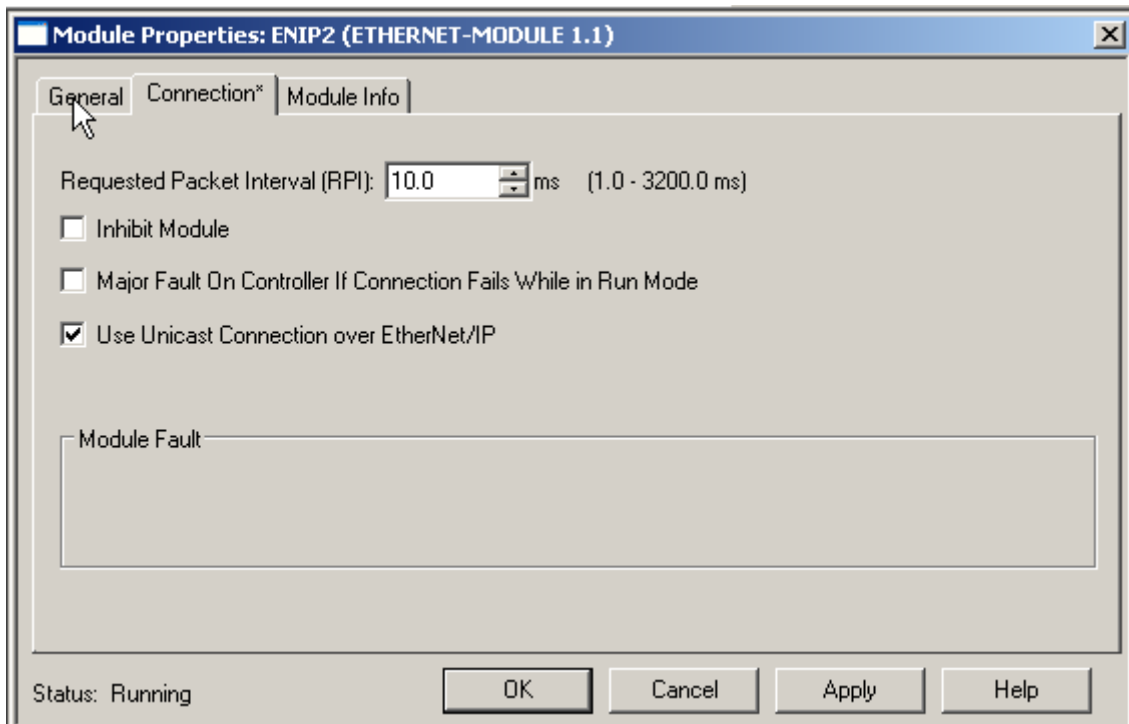 Module Properties: ENIP2 (ETHERNET-MODULE 1.1)
General Connection* Module Info
Requested Packet Interval (RPI): 10.0 ms (1.0 - 3200.0 ms)
Inhibit Module
Major Fault On Controller If Connection Fails While in Run Mode
Use Unicast Connection over EtherNet/IP
Module Fault
Status: Running OK Cancel Apply Help